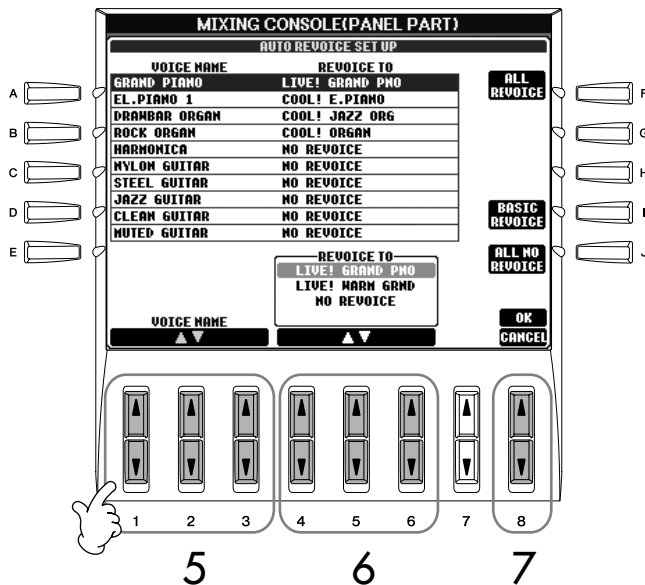 MIXING CONSOLE(PANEL PART)
AUTO REVOICE SET UP
VOICE NAME REVOICE TO
GRAND PIANO LIVE! GRAND PNO
EL.PIANO 1 COOL! E.PIANO
DRAWBAR ORGAN COOL! JAZZ ORG
ROCK ORGAN COOL! ORGAN
HARMONICA NO REVOICE
NYLON GUITAR NO REVOICE
STEEL GUITAR NO REVOICE
JAZZ GUITAR NO REVOICE
CLEAN GUITAR NO REVOICE
MUTED GUITAR NO REVOICE
ALL
REVOICE
BASIC
REVOICE
ALL NO
REVOICE
REVOICE TO
LIVE! GRAND PNO
LIVE! WARM GRND
NO REVOICE
VOICE NAME
OK
CANCEL
A
B
C
D
E
F
G
H
I
J
1 2 3 4 5 6 7 8
5 6 7